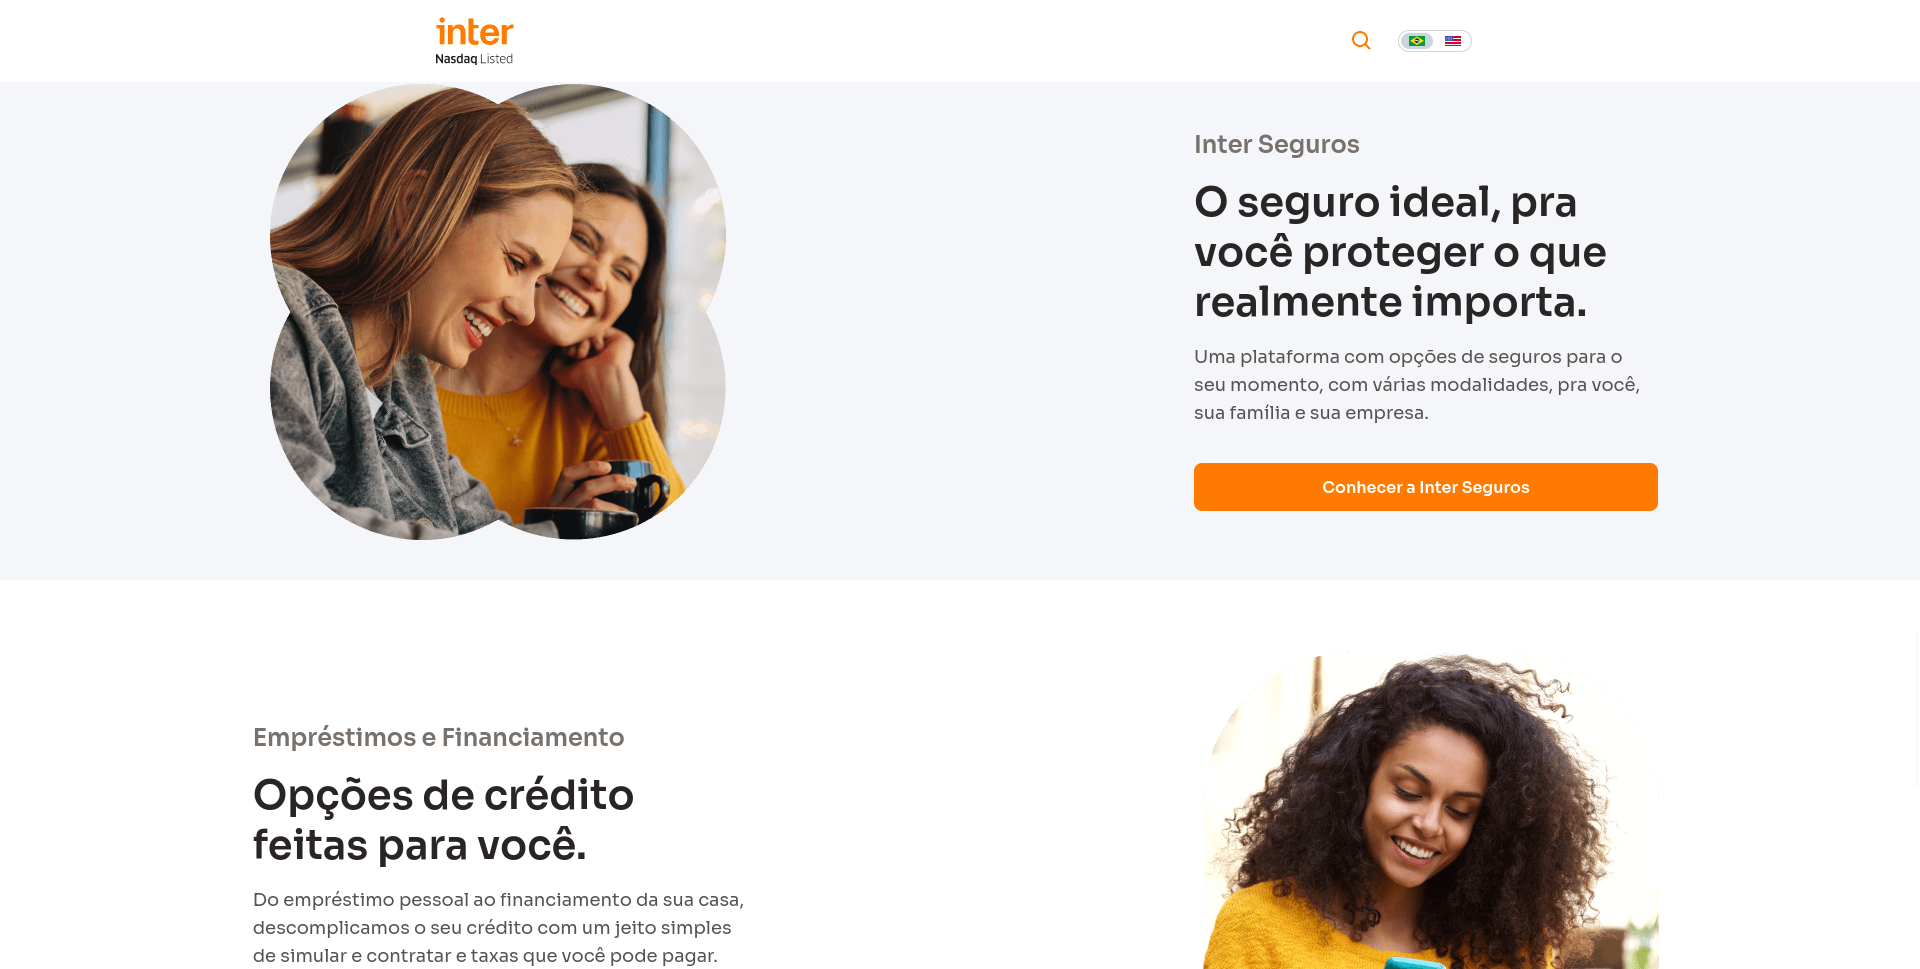 inter
Nasdaq Listed
Inter Seguros
O seguro ideal, pra
você proteger o que
realmente importa.
Uma plataforma com opções de seguros para o
seu momento, com várias modalidades, pra você,
sua família e sua empresa.
Conhecer a Inter Seguros
Empréstimos e Financiamento
Opções de crédito
feitas para você.
Do empréstimo pessoal ao financiamento da sua casa,
descomplicamos o seu crédito com um jeito simples
de simular e contratar e taxas que você pode pagar.